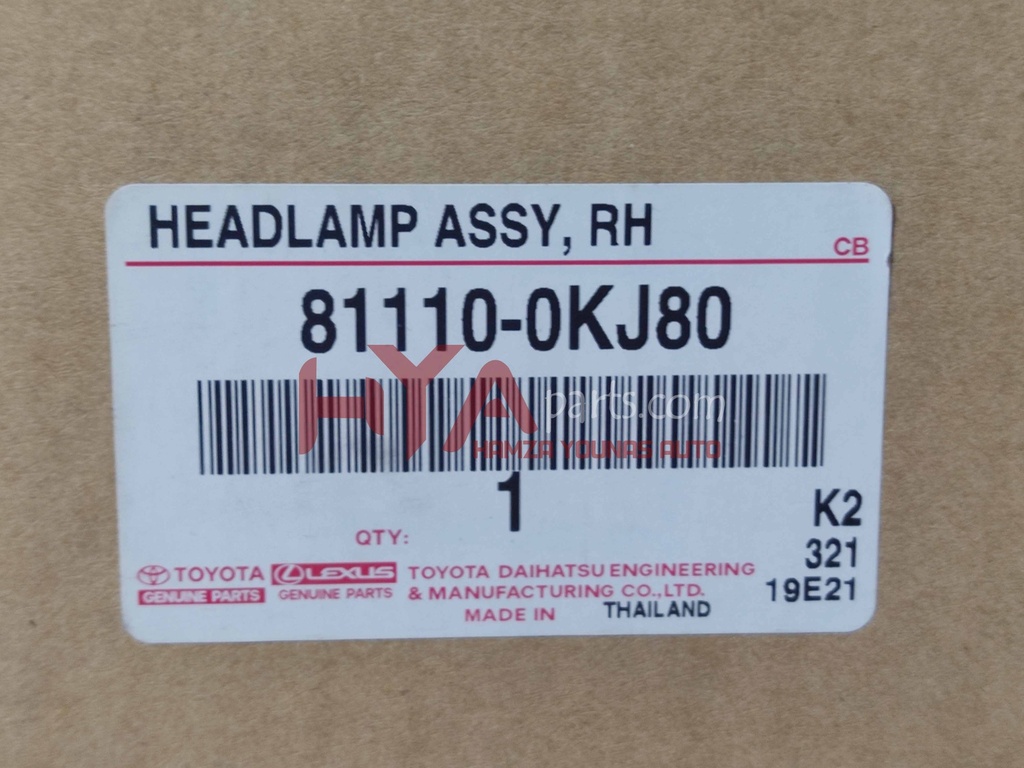 HEADLAMP ASSY, RH
CB
81110-0KJ80
HYA parts.com
HAMZA YOUNAS AUTO
1
QTY:
K2
321
19E21
TOYOTA
GENUINE PARTS
LEXUS
GENUINE PARTS
TOYOTA DAIHATSU ENGINEERING
& MANUFACTURING CO.,LTD.
MADE IN THAILAND